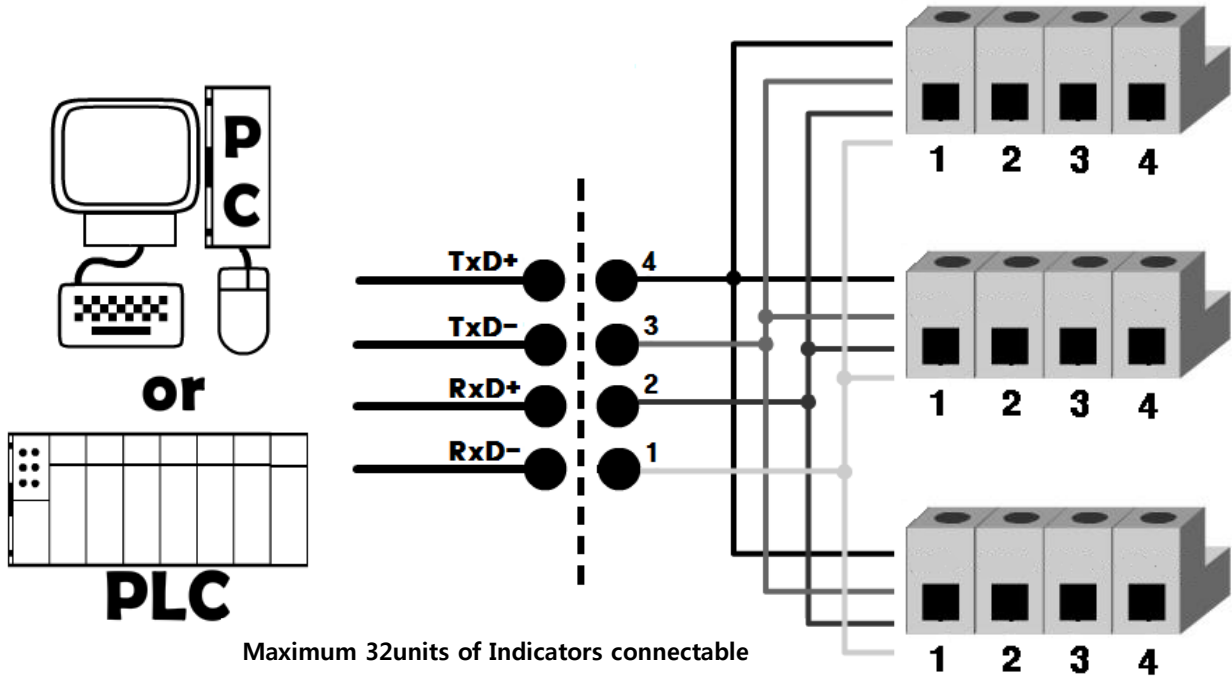 PC
or
PLC
TxD+ 4
TxD- 3
RxD+ 2
RxD- 1
1 2 3 4
1 2 3 4
1 2 3 4
Maximum 32units of Indicators connectable